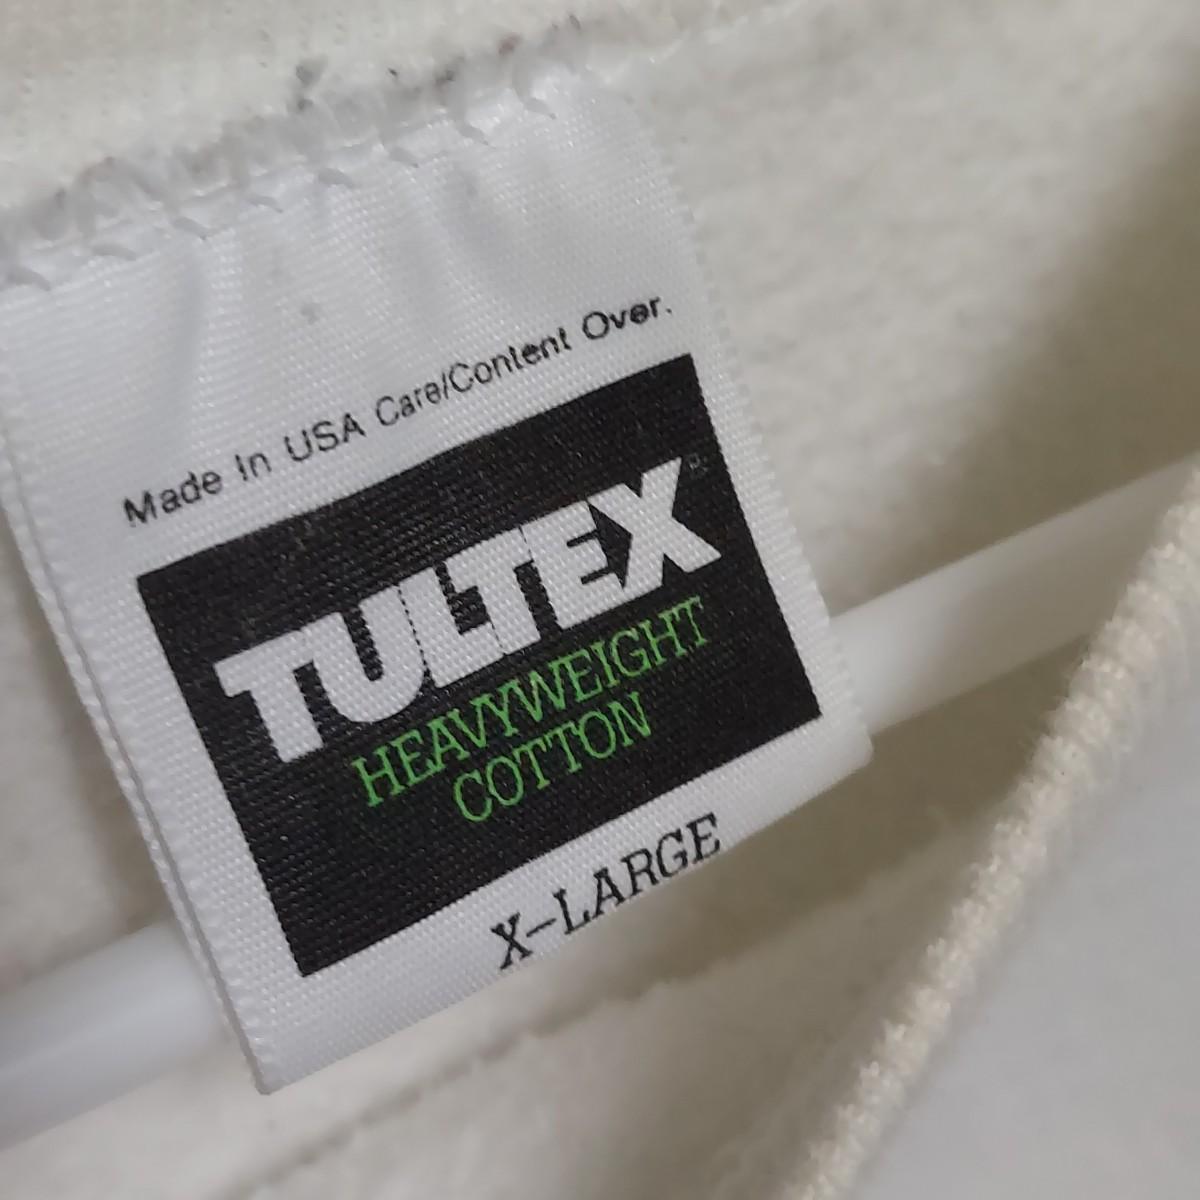 Made In USA Care/Content Over.
TULTEX®
HEAVYWEIGHT
COTTON
X-LARGE